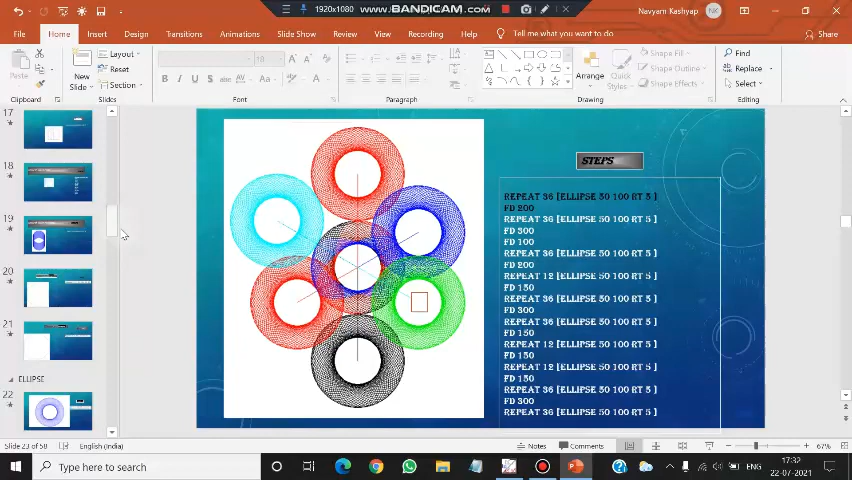 1920x1080
www.BANDICAM.com
Navyam Kashyap
NK
File
Home
Insert
Design
Transitions
Animations
Slide Show
Review
View
Recording
Help
Tell me what you want to do
Share
Paste
New
Slide
Layout
Reset
Section
18
B
I
U
S
abc
AV
Aa
A
Arrange
Quick
Styles
Shape Fill
Shape Outline
Shape Effects
Find
Replace
Select
Clipboard
Slides
Font
Paragraph
Drawing
Editing
17
18
19
20
21
ELLIPSE
22
STEPS
REPEAT 36 [ELLIPSE 50 100 RT 5 ]
FD 200
REPEAT 36 [ELLIPSE 50 100 RT 5 ]
FD 300
FD 100
REPEAT 36 [ELLIPSE 50 100 RT 5 ]
FD 200
REPEAT 12 [ELLIPSE 50 100 RT 5 ]
FD 150
REPEAT 36 [ELLIPSE 50 100 RT 5 ]
FD 300
REPEAT 36 [ELLIPSE 50 100 RT 5 ]
FD 150
REPEAT 12 [ELLIPSE 50 100 RT 5 ]
FD 150
REPEAT 12 [ELLIPSE 50 100 RT 5 ]
FD 150
REPEAT 36 [ELLIPSE 50 100 RT 5 ]
FD 300
REPEAT 36 [ELLIPSE 50 100 RT 5 ]
Slide 23 of 58
English (India)
Notes
Comments
67%
Type here to search
ENG
17:32
22-07-2021